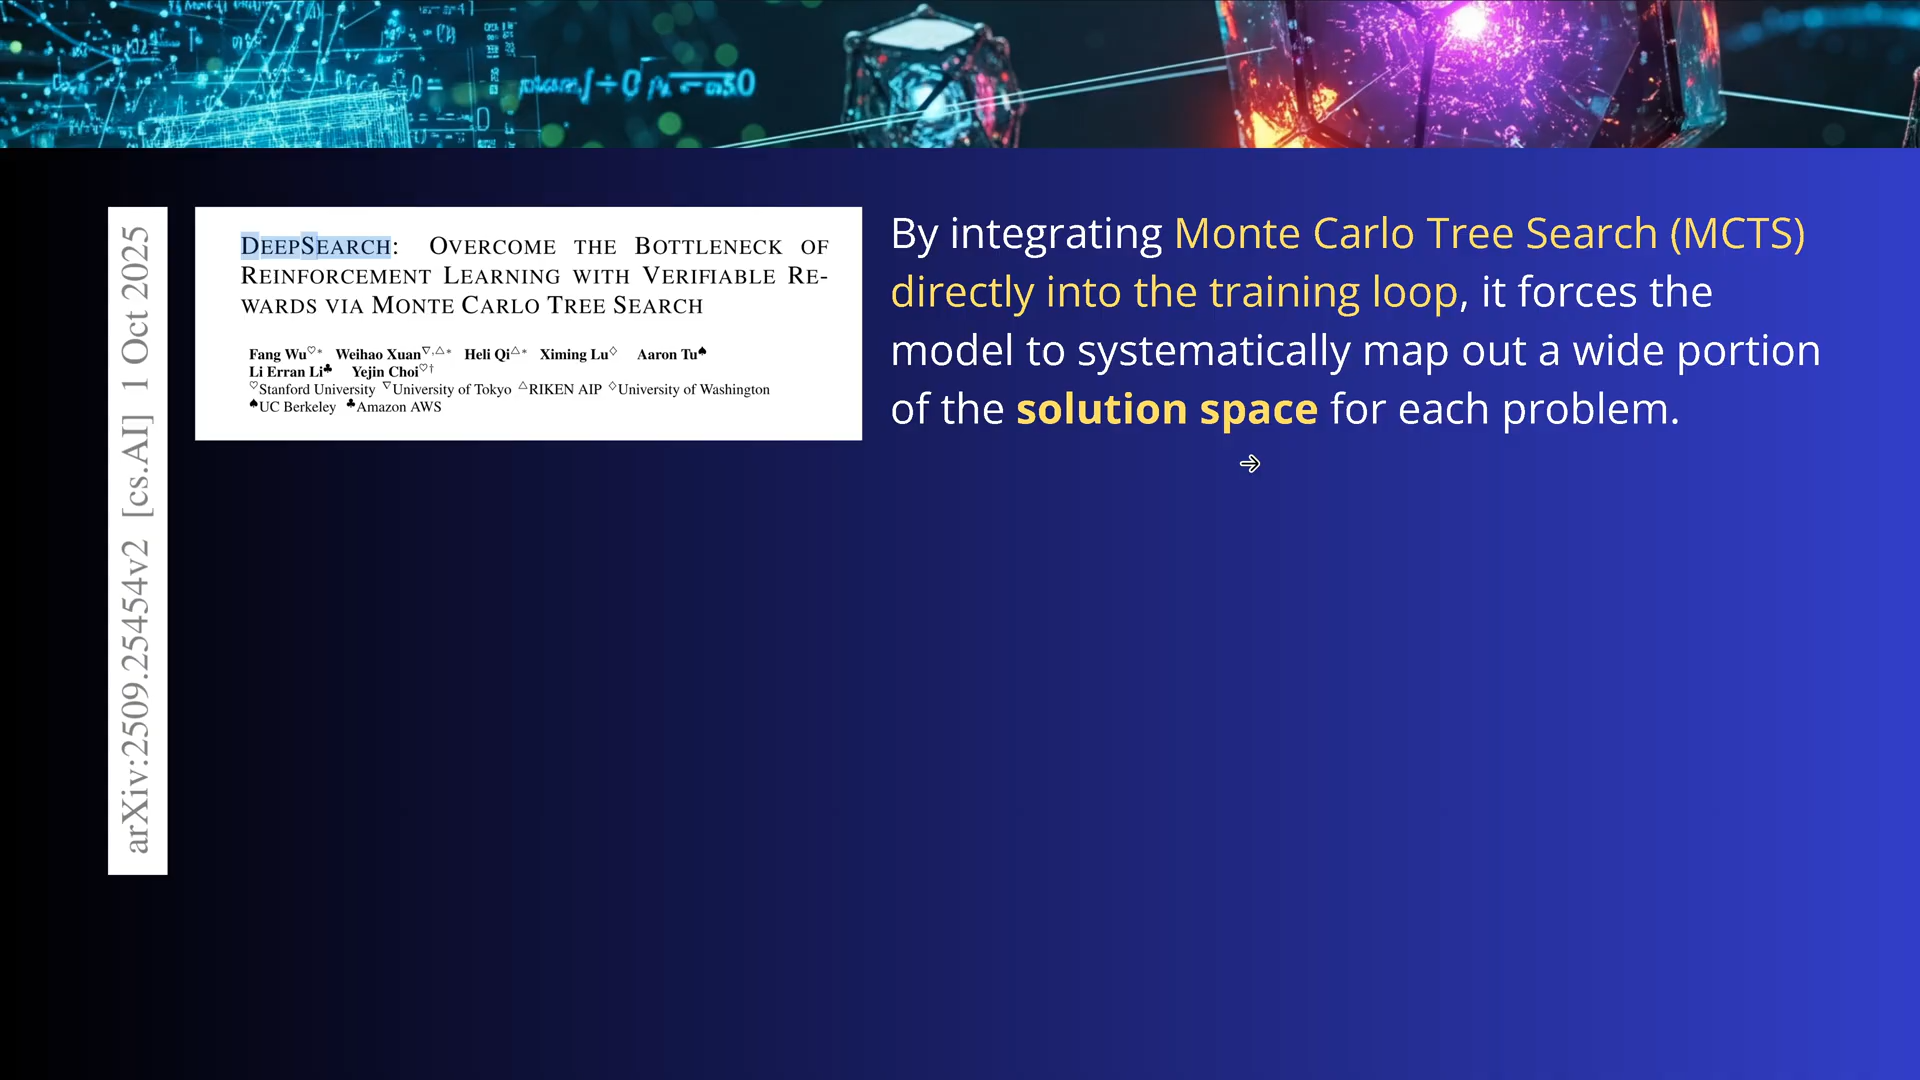 arXiv:2509.25454v2 [cs.AI] 1 Oct 2025
DEEPSEARCH: OVERCOME THE BOTTLENECK OF
REINFORCEMENT LEARNING WITH VERIFIABLE RE-
WARDS VIA MONTE CARLO TREE SEARCH
Fang Wu♡* Weihao Xuan▽,△* Heli Qi△* Ximing Lu♢ Aaron Tu♠
Li Erran Li♣ Yejin Choi♡†
♡Stanford University ▽University of Tokyo △RIKEN AIP ♢University of Washington
♠UC Berkeley ♣Amazon AWS
By integrating Monte Carlo Tree Search (MCTS)
directly into the training loop, it forces the
model to systematically map out a wide portion
of the solution space for each problem.